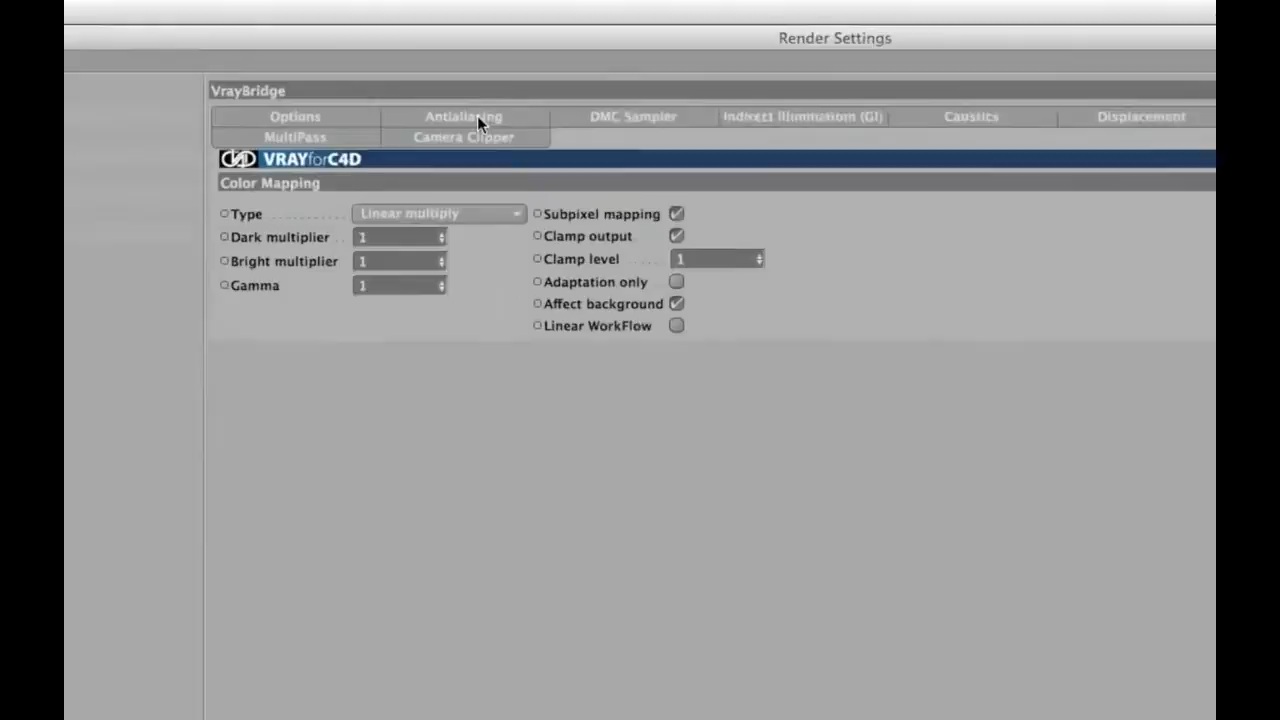 Render Settings
VrayBridge
Options Antialiasing DMC Sampler Indirect Illumination (GI) Caustics Displacement
MultiPass Camera Clipper
VRAYforC4D
Color Mapping
Type Linear multiply Subpixel mapping
Dark multiplier 1 Clamp output
Bright multiplier 1 Clamp level 1
Gamma 1 Adaptation only
Affect background
Linear WorkFlow